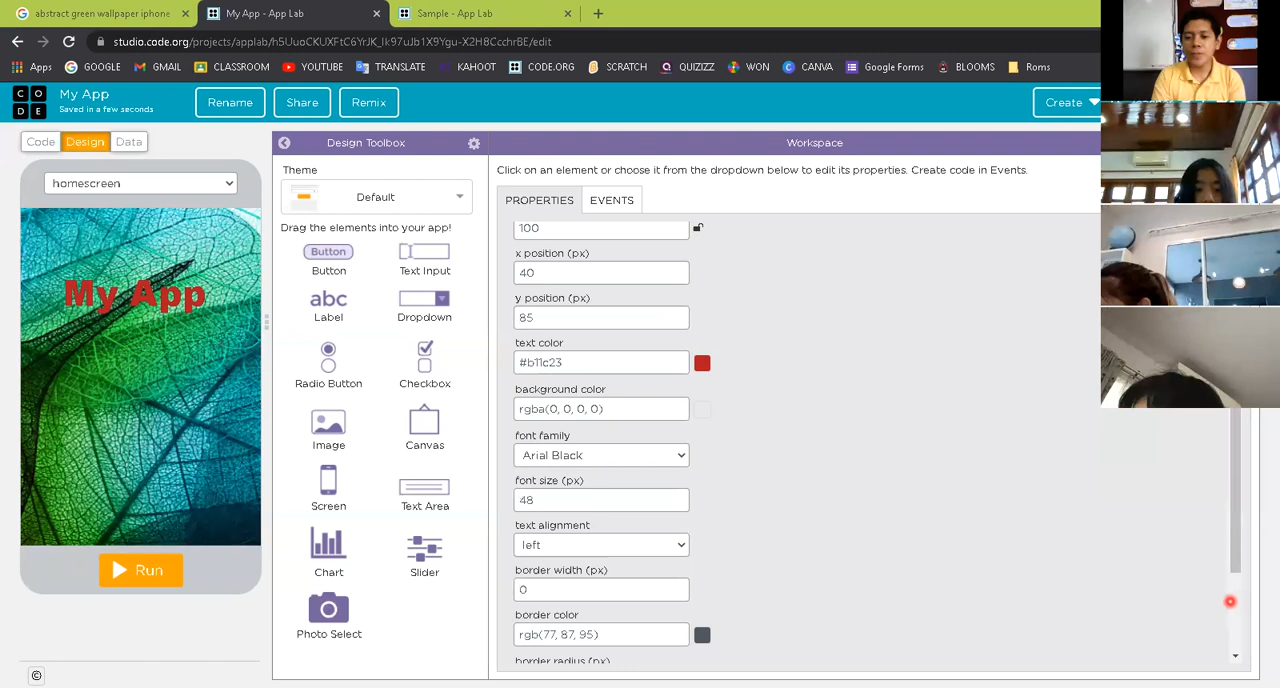 abstract green wallpaper iphone
My App - App Lab
Sample - App Lab
studio.code.org/projects/applab/h5UuoCKUXFtC6YrJK_Ik97uJb1X9Ygu-X2H8CcchrBE/edit
Apps GOOGLE GMAIL CLASSROOM YOUTUBE TRANSLATE KAHOOT CODE.ORG SCRATCH QUIZIZZ WON CANVA Google Forms BLOOMS Roms
C O D E
My App
Saved in a few seconds
Rename Share Remix Create
Code Design Data
homescreen
My App
Run
©
Design Toolbox
Theme
Default
Drag the elements into your app!
Button
Button
Text Input
abc
Label
Dropdown
Radio Button
Checkbox
Image
Canvas
Screen
Text Area
Chart
Slider
Photo Select
Workspace
Click on an element or choose it from the dropdown below to edit its properties. Create code in Events.
PROPERTIES EVENTS
100
x position (px)
40
y position (px)
85
text color
#b11c23
background color
rgba(0, 0, 0, 0)
font family
Arial Black
font size (px)
48
text alignment
left
border width (px)
0
border color
rgb(77, 87, 95)
border radius (px)